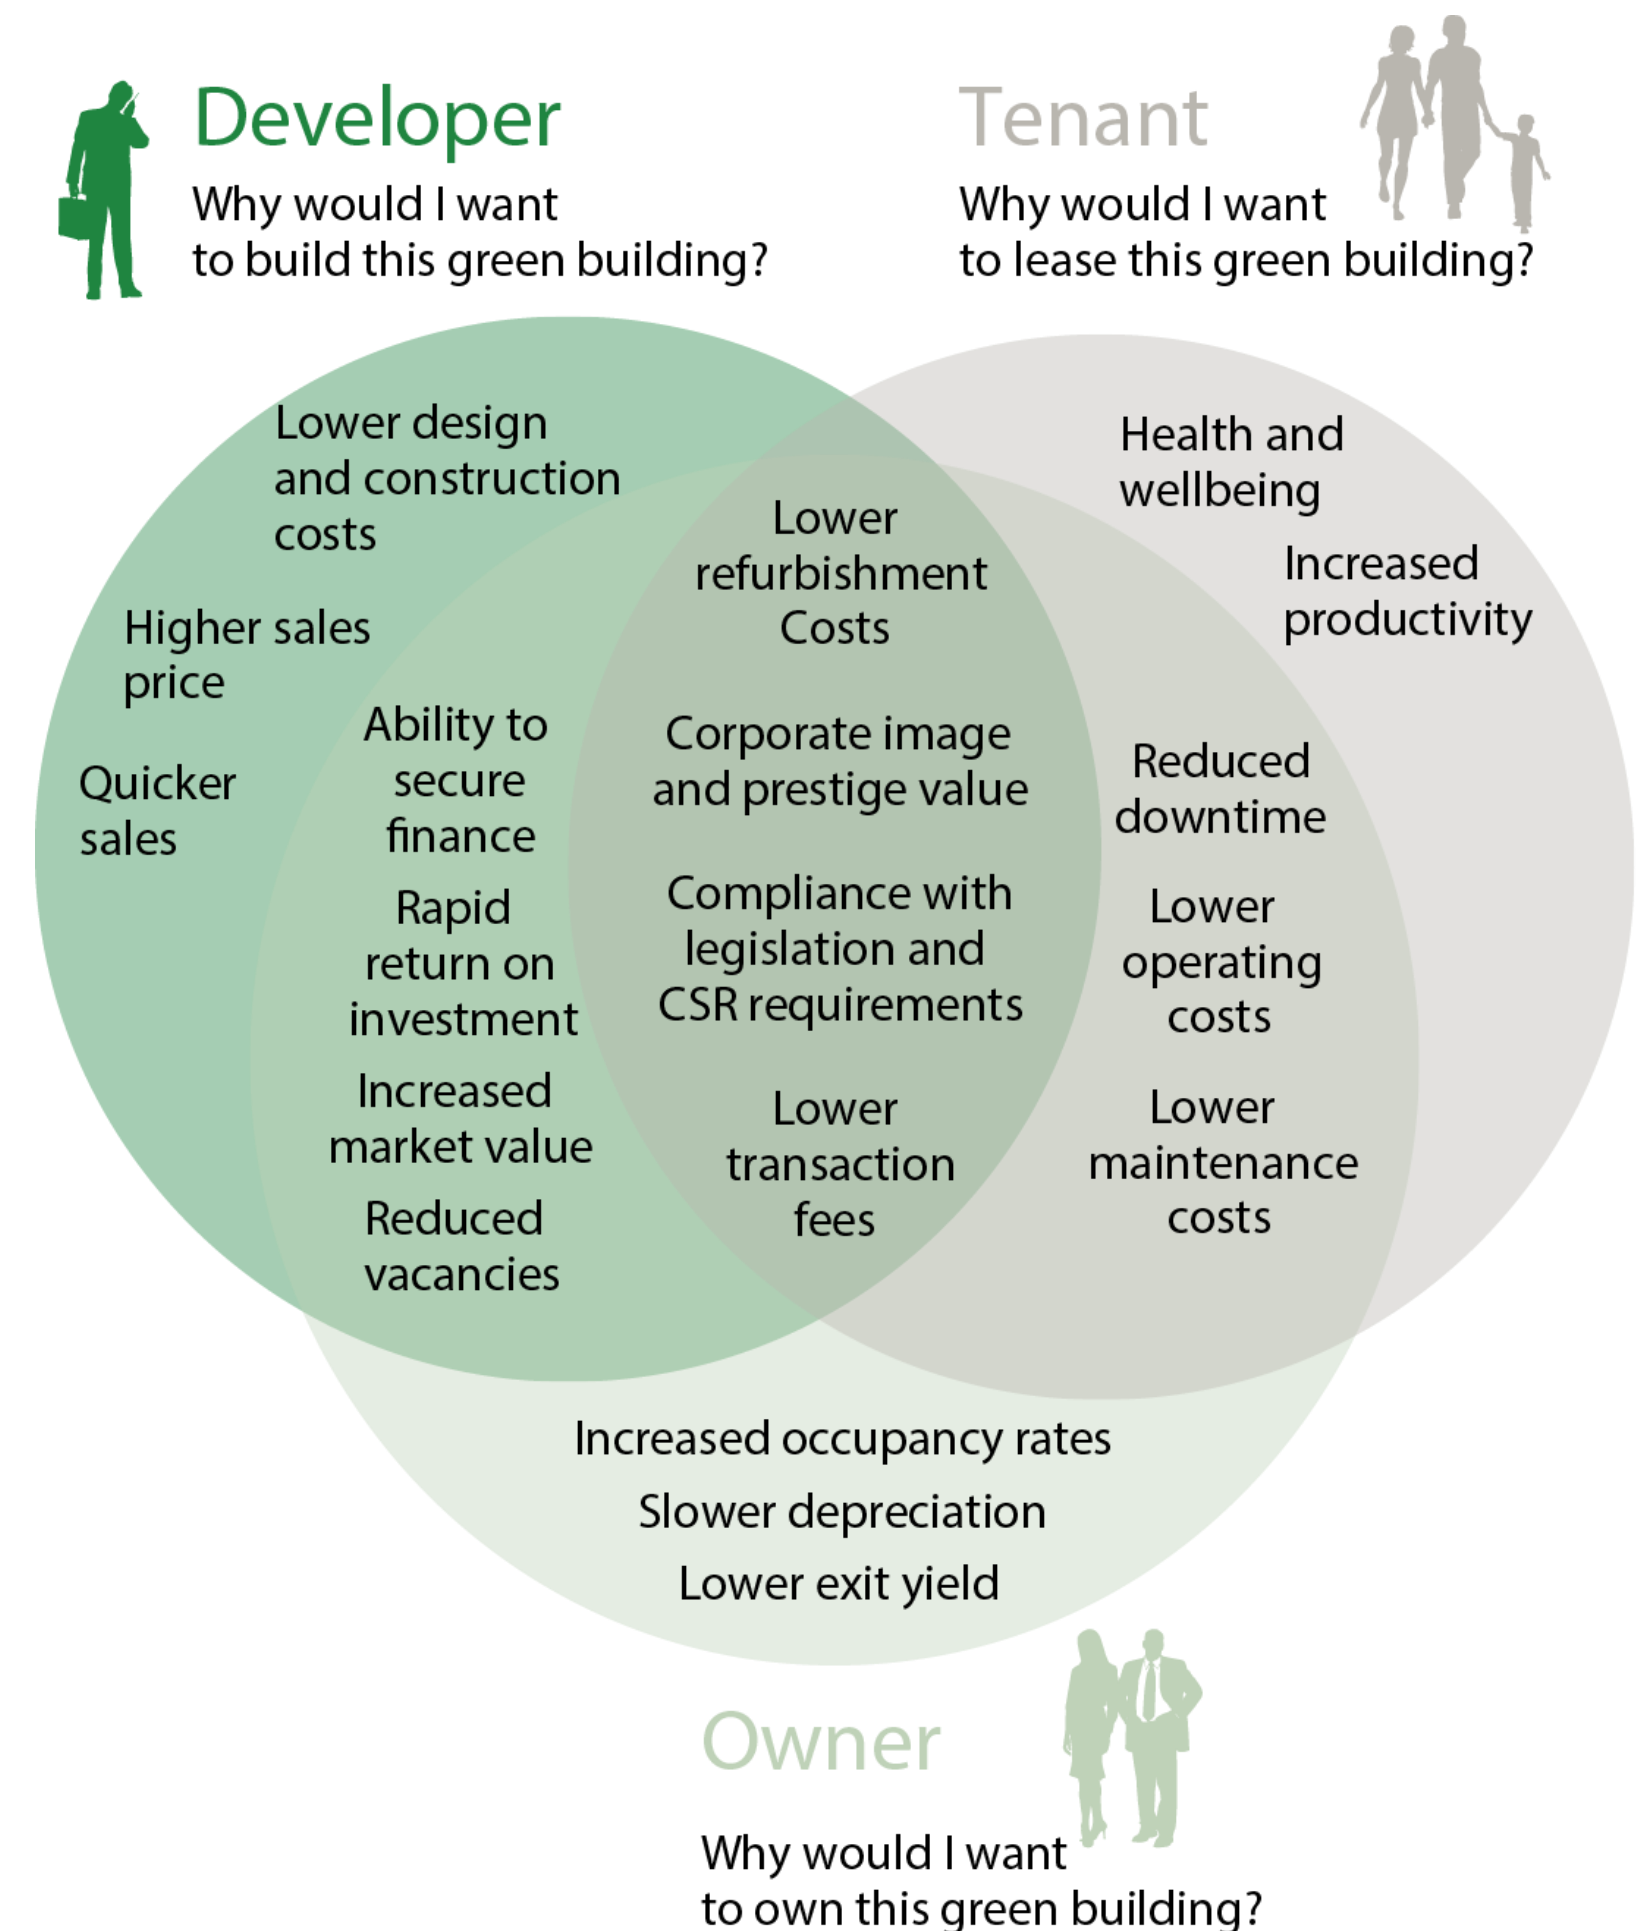 Developer
Why would I want
to build this green building?
Tenant
Why would I want
to lease this green building?
Lower design
and construction
costs
Higher sales
price
Quicker
sales
Ability to
secure
finance
Rapid
return on
investment
Increased
market value
Reduced
vacancies
Lower
refurbishment
Costs
Corporate image
and prestige value
Compliance with
legislation and
CSR requirements
Lower
transaction
fees
Health and
wellbeing
Increased
productivity
Reduced
downtime
Lower
operating
costs
Lower
maintenance
costs
Increased occupancy rates
Slower depreciation
Lower exit yield
Owner
Why would I want
to own this green building?